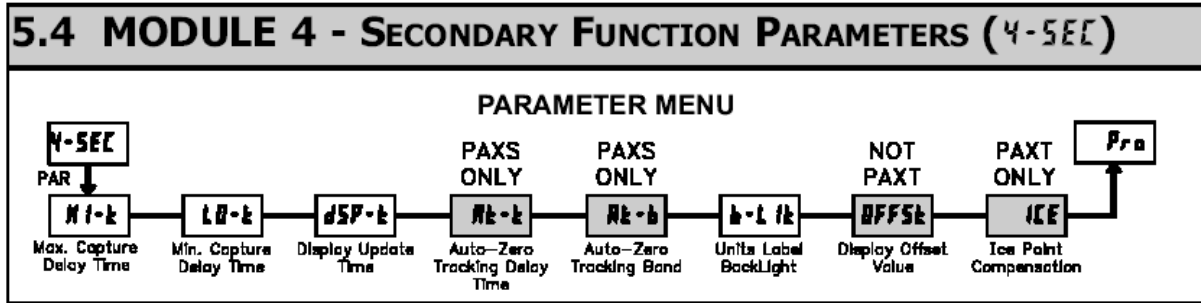 5.4 MODULE 4 - SECONDARY FUNCTION PARAMETERS (4-SEC)
PARAMETER MENU
4-SEC
Pro
PAR
PAXS ONLY
PAXS ONLY
NOT PAXT
PAXT ONLY
HI-t
LO-t
dSP-t
At-t
At-b
b-LIt
OFFSt
ICE
Max. Capture Delay Time
Min. Capture Delay Time
Display Update Time
Auto-Zero Tracking Delay Time
Auto-Zero Tracking Band
Units Label BackLight
Display Offset Value
Ice Point Compensation